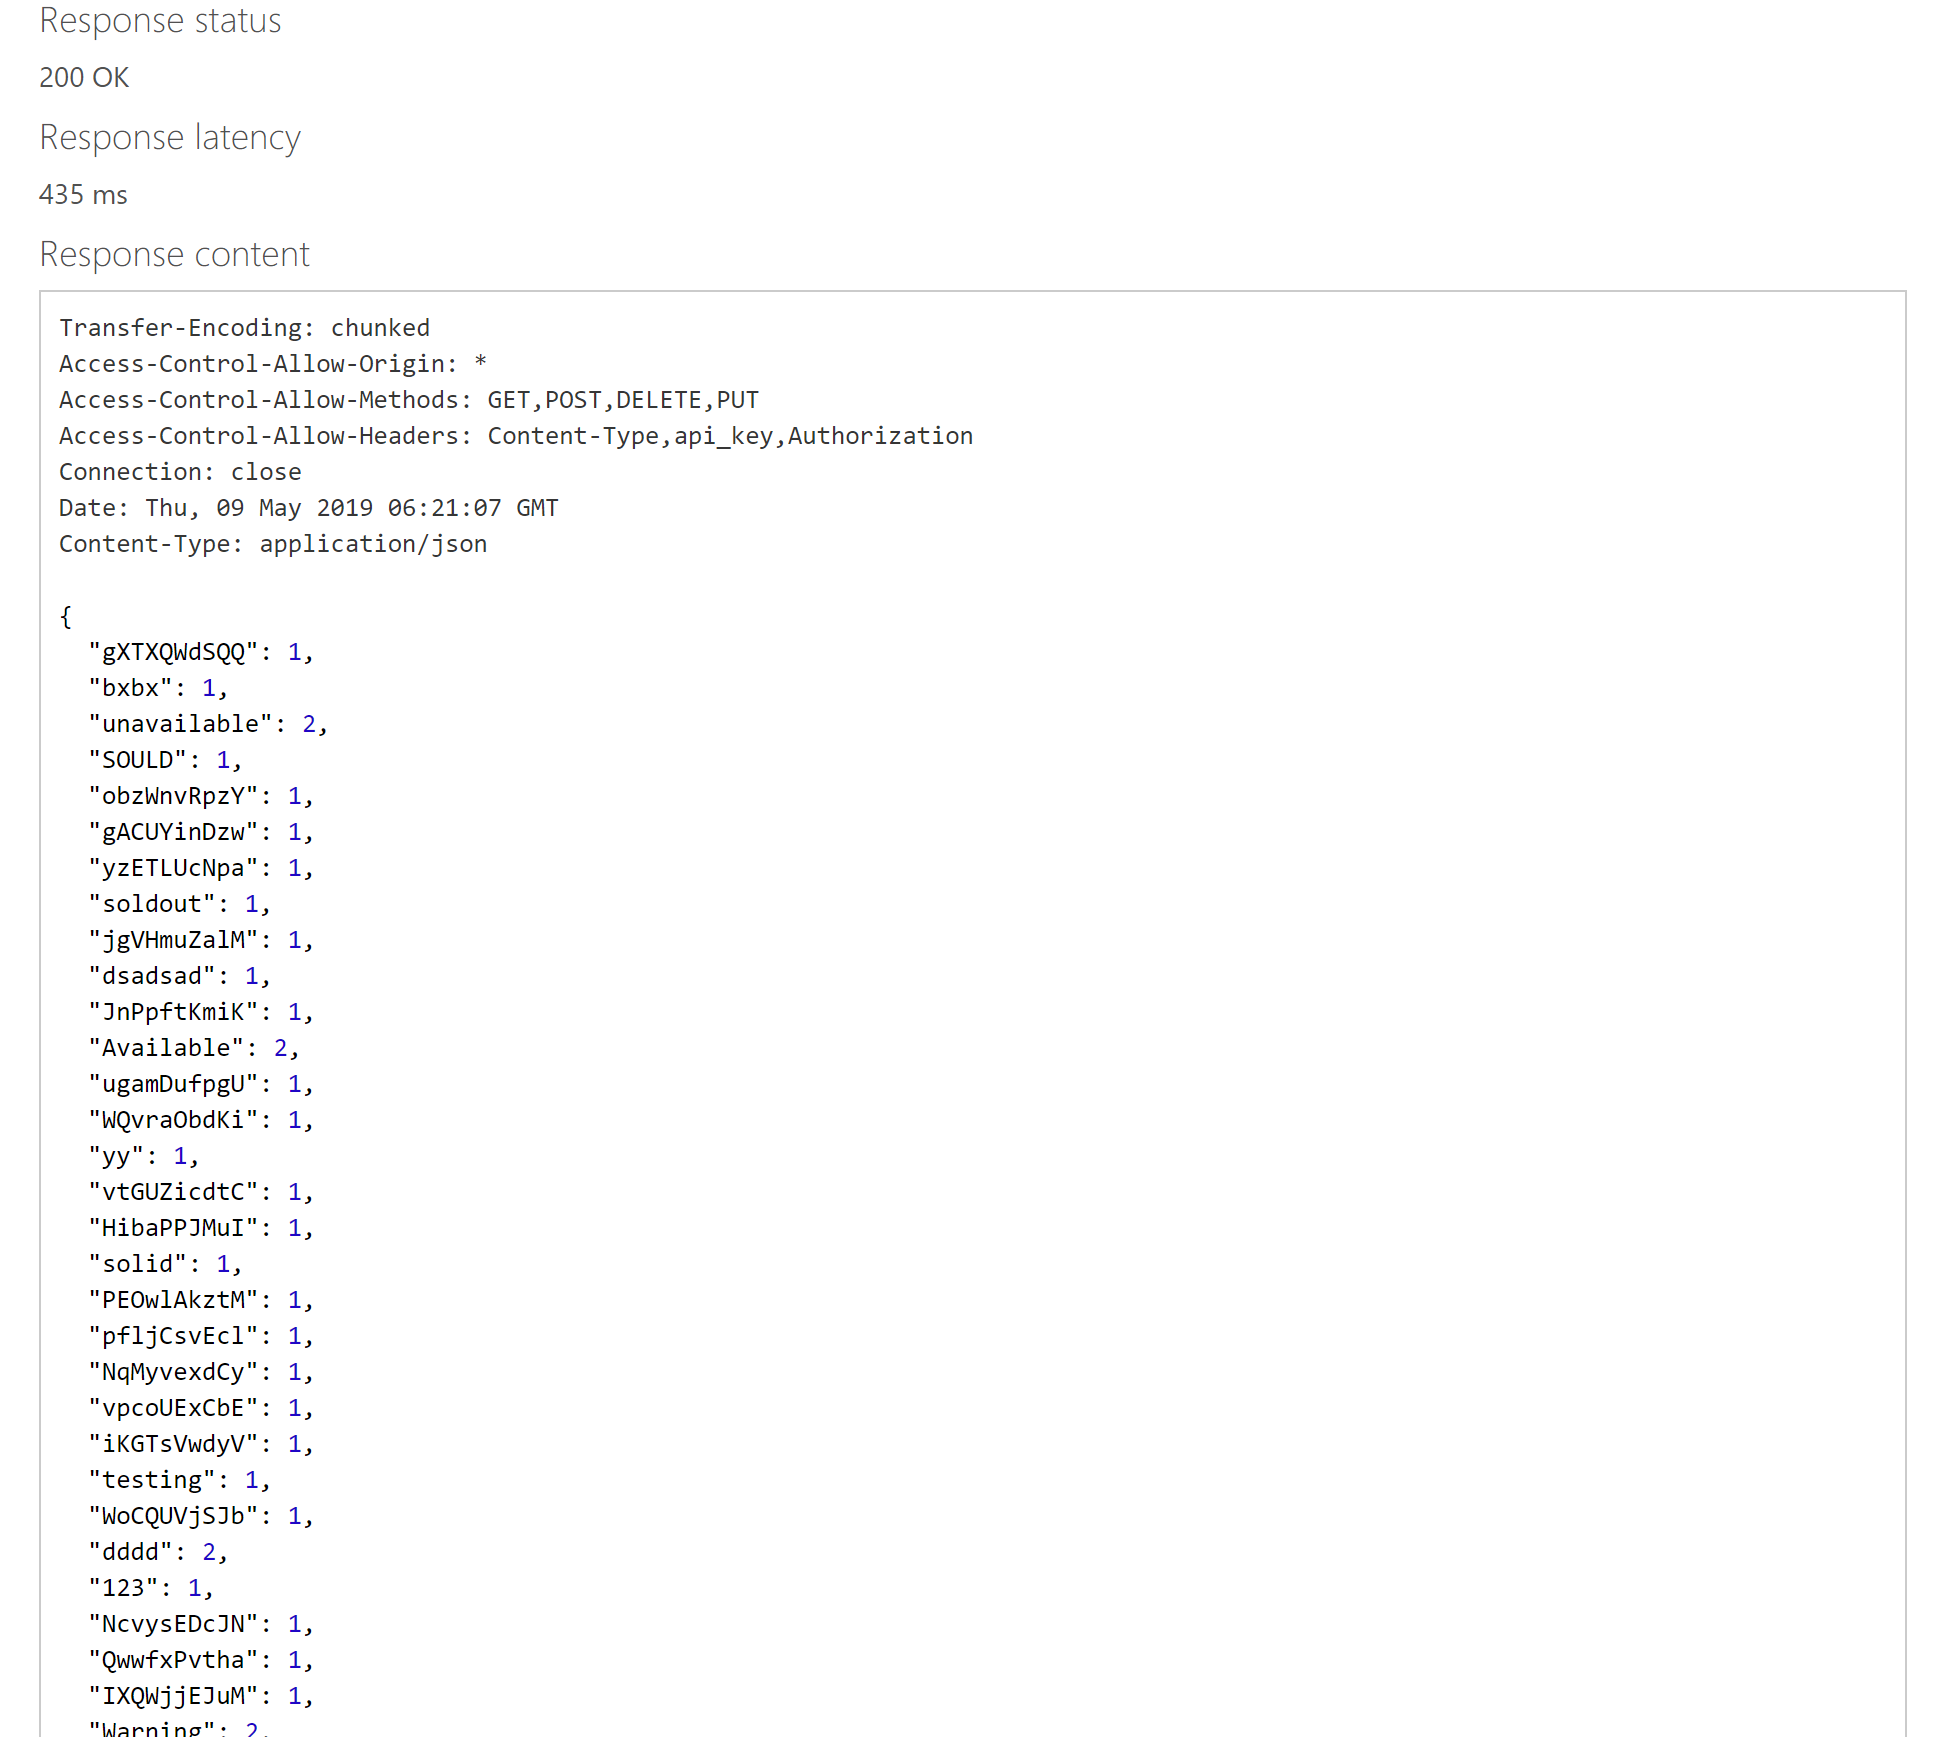 Response status
200 OK
Response latency
435 ms
Response content
Transfer-Encoding: chunked
Access-Control-Allow-Origin: *
Access-Control-Allow-Methods: GET,POST,DELETE,PUT
Access-Control-Allow-Headers: Content-Type,api_key,Authorization
Connection: close
Date: Thu, 09 May 2019 06:21:07 GMT
Content-Type: application/json
{
"gXTXQWdSQQ": 1,
"bxbx": 1,
"unavailable": 2,
"SOULD": 1,
"obzWnvRpzY": 1,
"gACUYinDzw": 1,
"yzETLUcNpa": 1,
"soldout": 1,
"jgVHmuZalM": 1,
"dsadsad": 1,
"JnPpftKmiK": 1,
"Available": 2,
"ugamDufpgU": 1,
"WQvraObdKi": 1,
"yy": 1,
"vtGUZicdtC": 1,
"HibaPPJMuI": 1,
"solid": 1,
"PEOwlAkztM": 1,
"pfljCsvEcl": 1,
"NqMyvexdCy": 1,
"vpcoUExCbE": 1,
"iKGTsVwdyV": 1,
"testing": 1,
"WoCQUVjSJb": 1,
"dddd": 2,
"123": 1,
"NcvysEDcJN": 1,
"QwwfxPvtha": 1,
"IXQWjjEJuM": 1,
"Warning": 2,